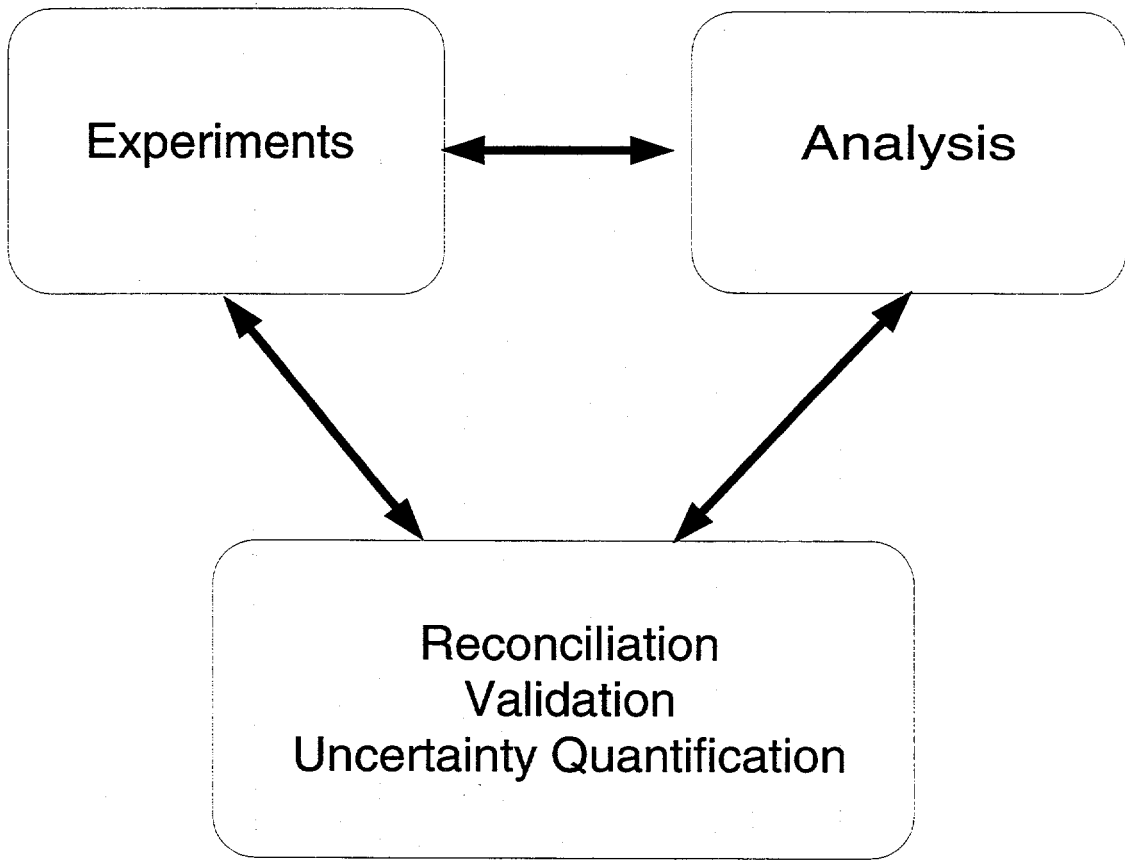 Experiments
Analysis
Reconciliation
Validation
Uncertainty Quantification